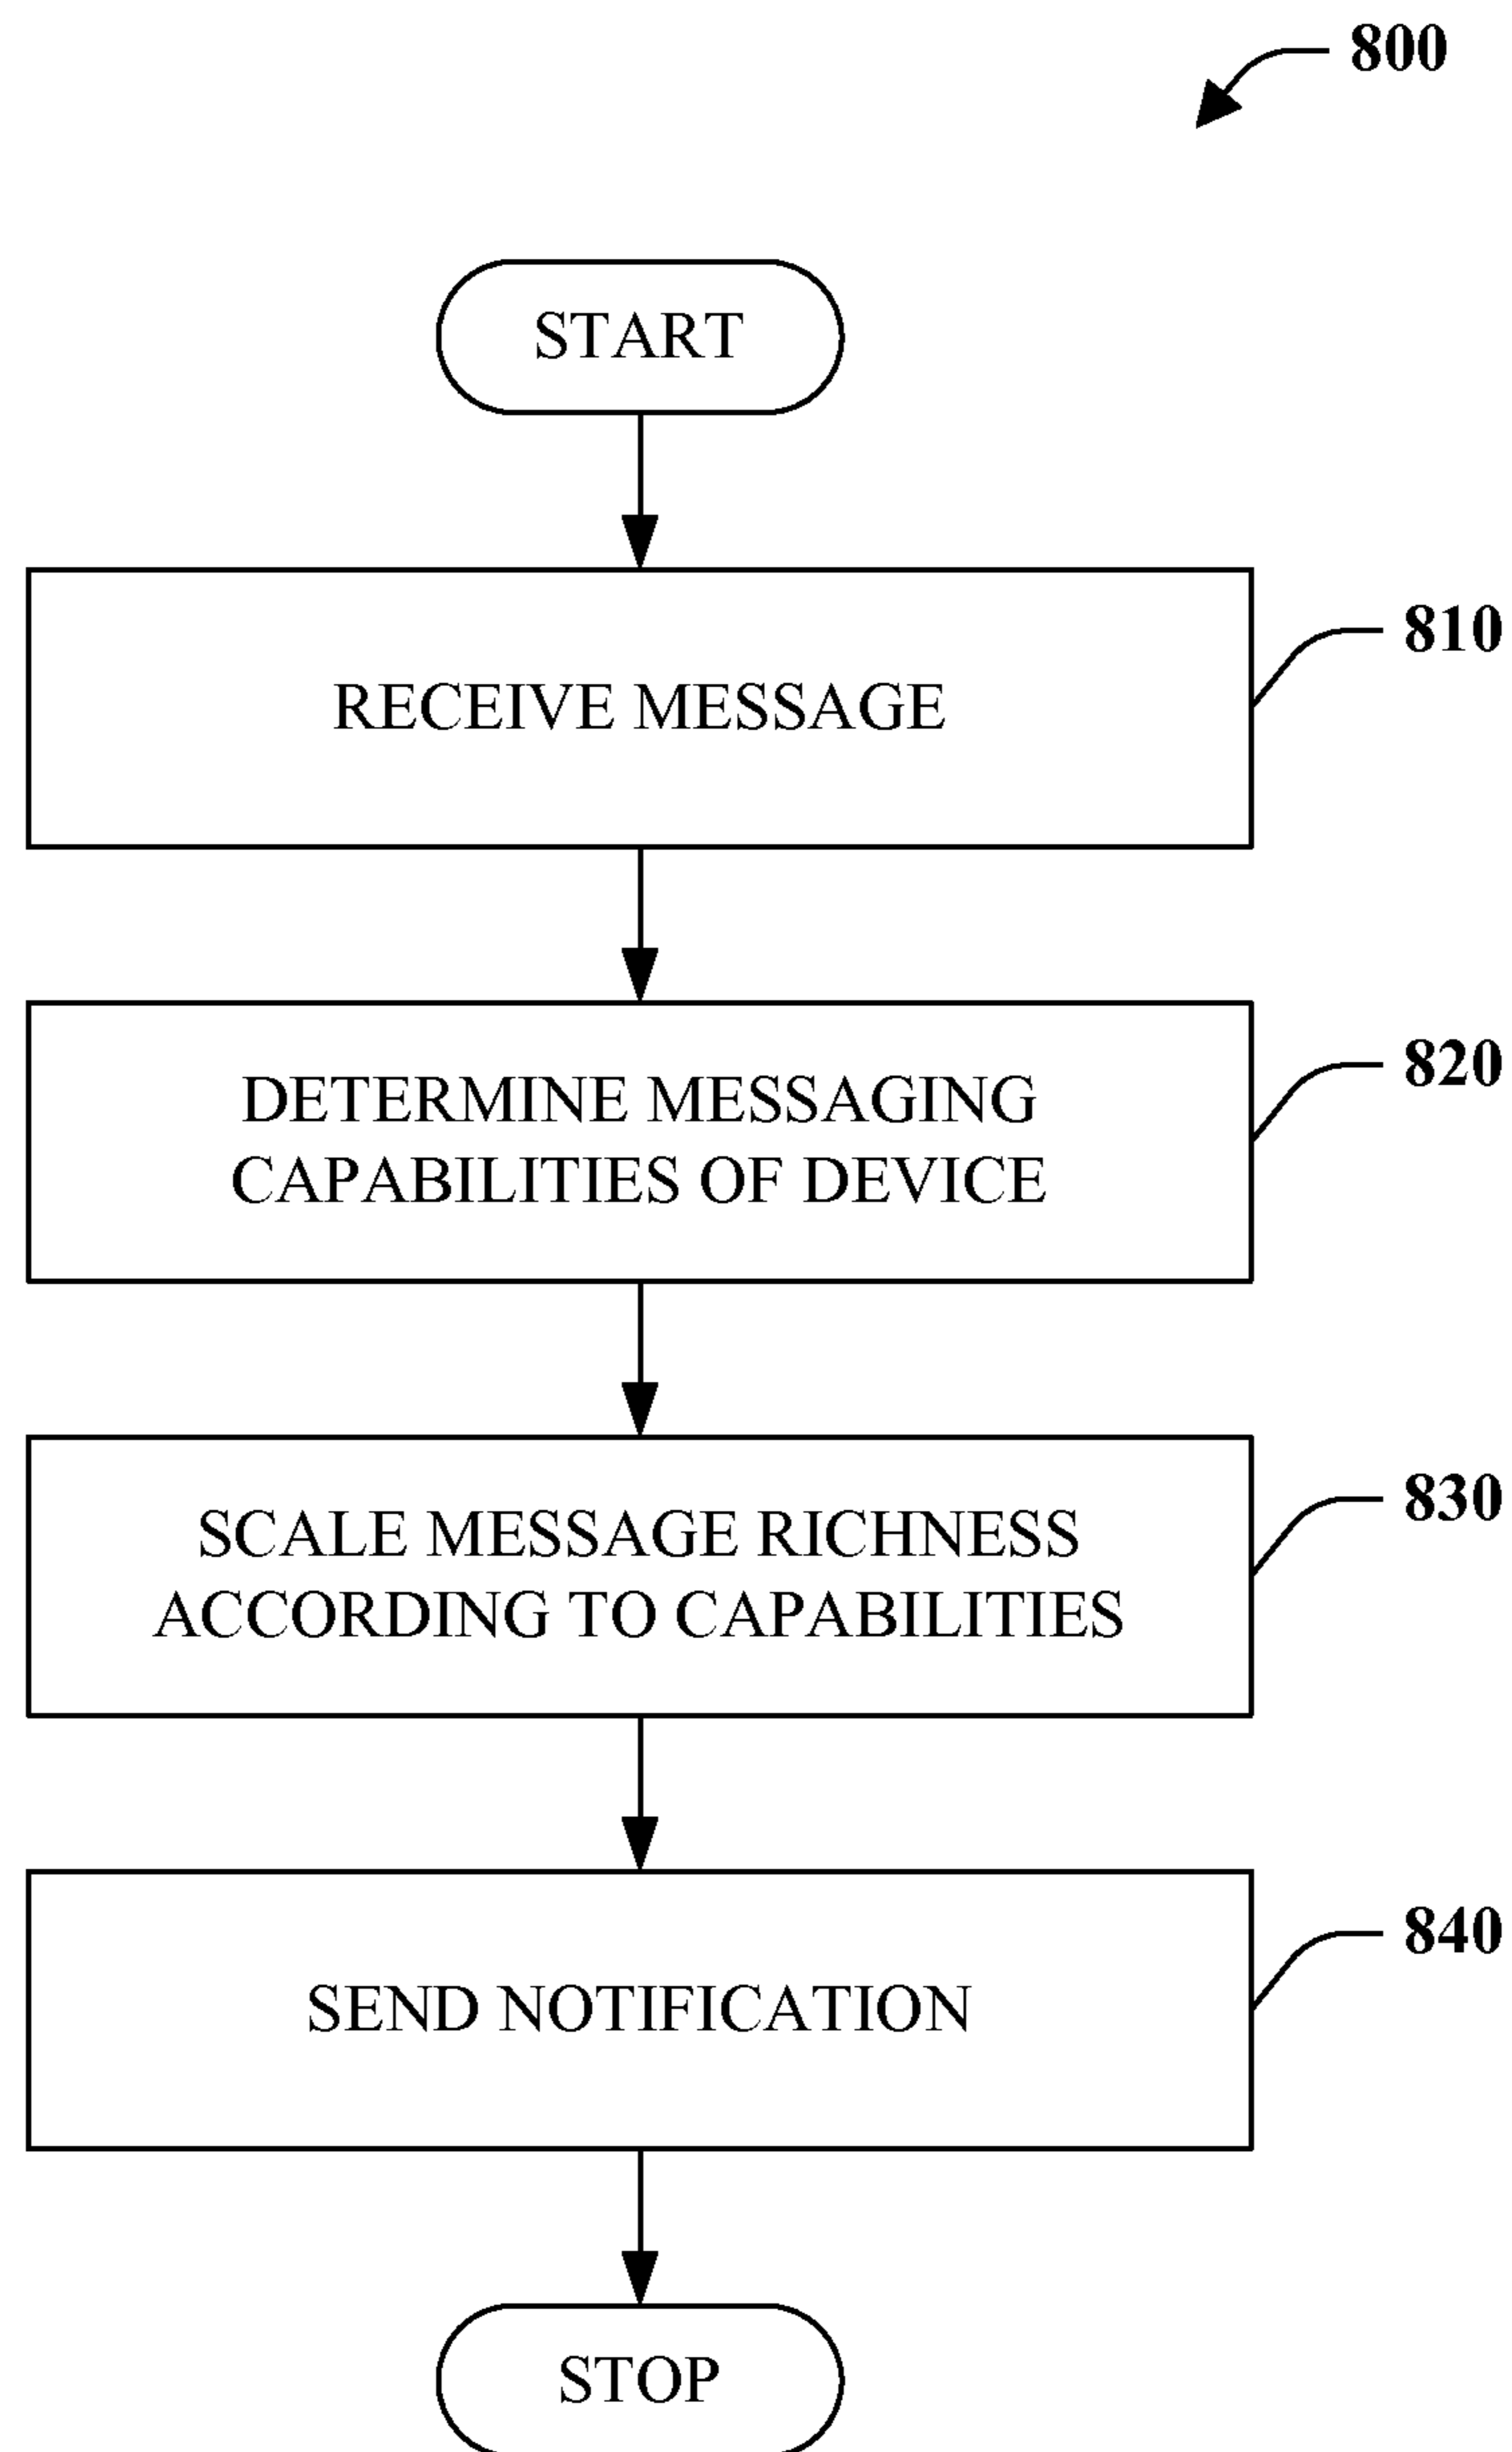 800
START
RECEIVE MESSAGE
810
DETERMINE MESSAGING
CAPABILITIES OF DEVICE
820
SCALE MESSAGE RICHNESS
ACCORDING TO CAPABILITIES
830
SEND NOTIFICATION
840
STOP